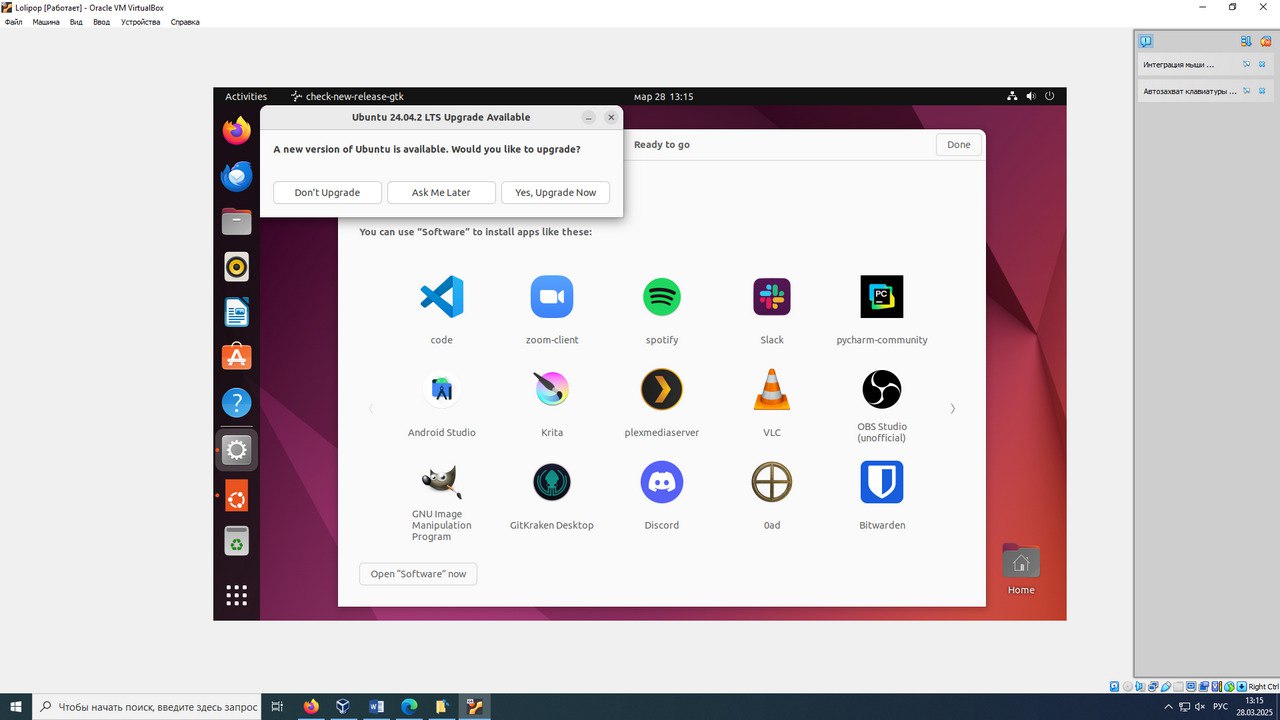 Lolipop [Работает] - Oracle VM VirtualBox
Файл Машина Вид Ввод Устройства Справка
Интеграция мыши ...
Автозахват клавиатуры ...
Activities check-new-release-gtk мар 28 13:15
Ubuntu 24.04.2 LTS Upgrade Available
A new version of Ubuntu is available. Would you like to upgrade?
Don't Upgrade Ask Me Later Yes, Upgrade Now
Ready to go Done
You can use “Software” to install apps like these:
code zoom-client spotify Slack pycharm-community
Android Studio Krita plexmediaserver VLC OBS Studio
(unofficial)
GNU Image
Manipulation
Program
GitKraken Desktop Discord 0ad Bitwarden
Open “Software” now
Home
Right Ctrl
Чтобы начать поиск, введите здесь запрос
РУС
13:15
28.03.2025